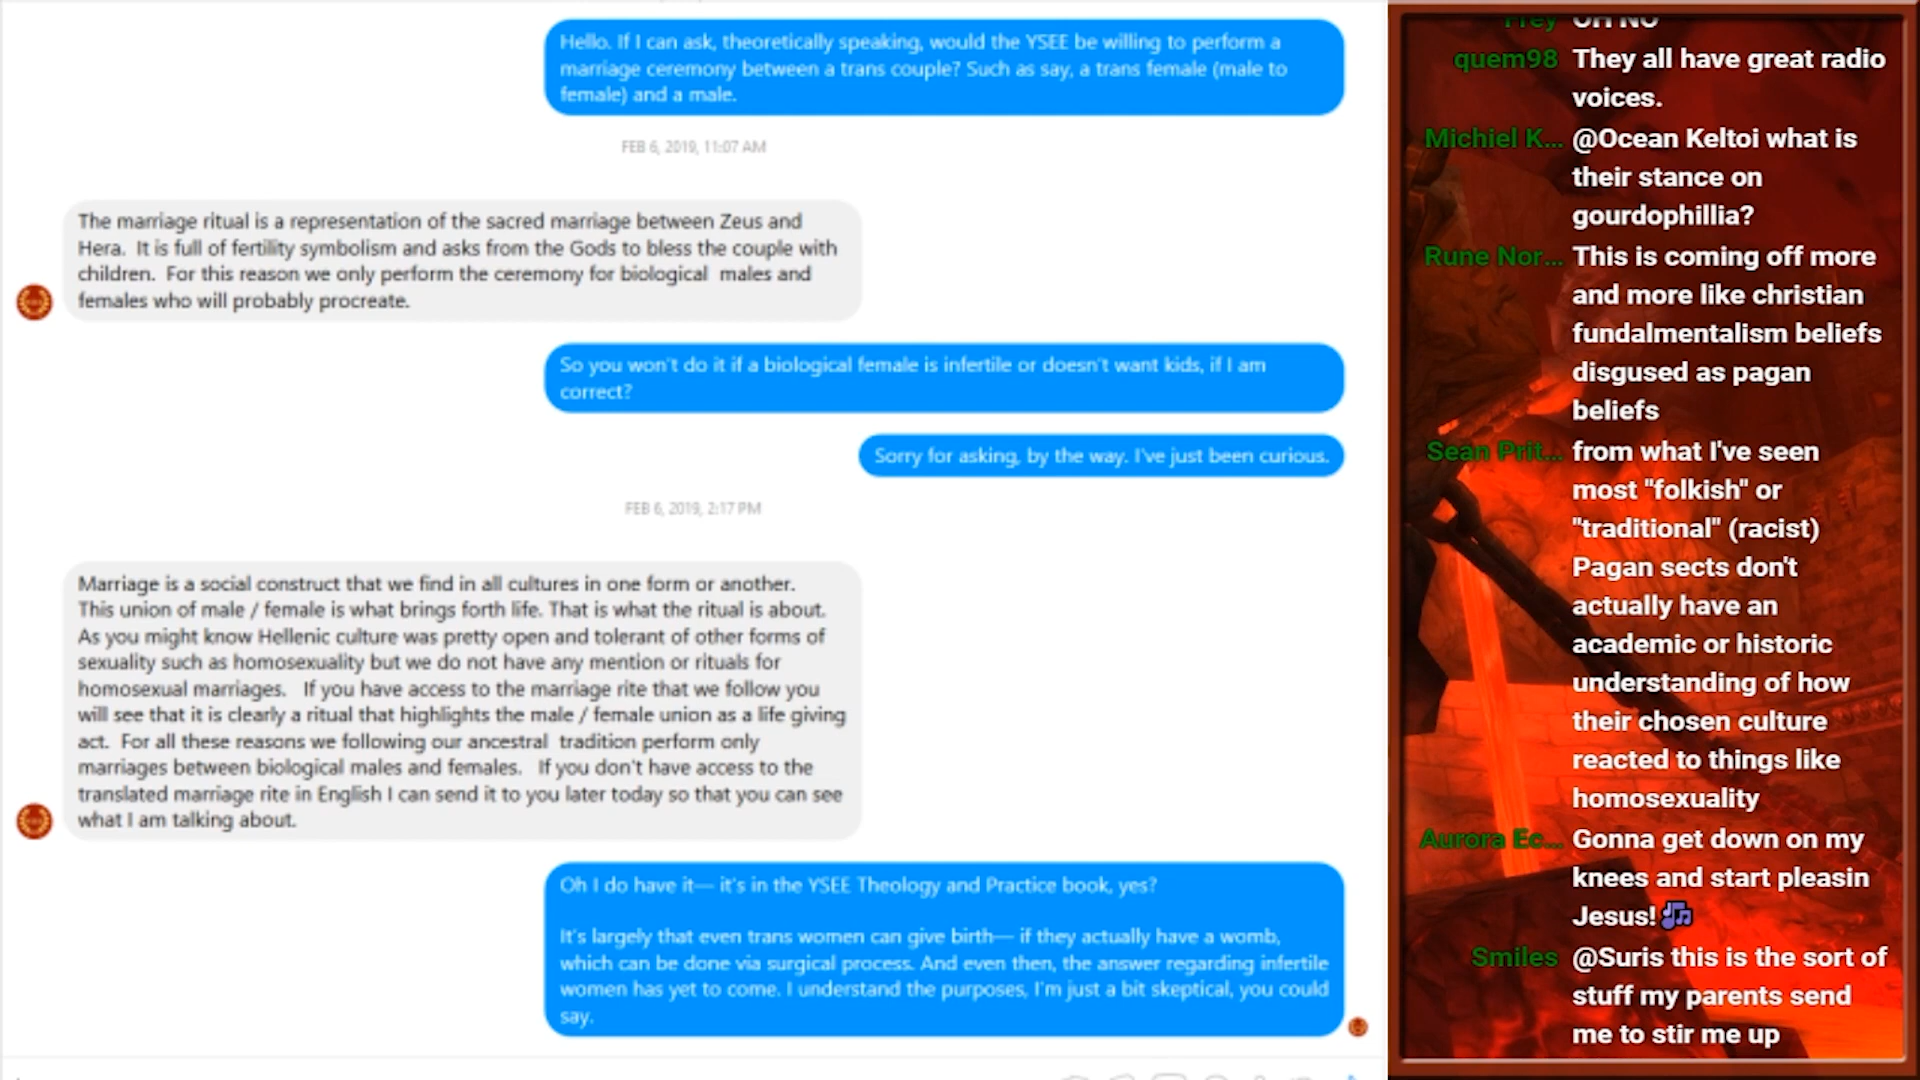 Hello. If I can ask, theoretically speaking, would the YSEE be willing to perform a
marriage ceremony between a trans couple? Such as say, a trans female (male to
female) and a male.
FEB 6, 2019, 11:07 AM
The marriage ritual is a representation of the sacred marriage between Zeus and
Hera. It is full of fertility symbolism and asks from the Gods to bless the couple with
children. For this reason we only perform the ceremony for biological males and
females who will probably procreate.
So you won't do it if a biological female is infertile or doesn't want kids, if I am
correct?
Sorry for asking, by the way. I've just been curious.
FEB 6, 2019, 2:17 PM
Marriage is a social construct that we find in all cultures in one form or another.
This union of male / female is what brings forth life. That is what the ritual is about.
As you might know Hellenic culture was pretty open and tolerant of other forms of
sexuality such as homosexuality but we do not have any mention or rituals for
homosexual marriages. If you have access to the marriage rite that we follow you
will see that it is clearly a ritual that highlights the male / female union as a life giving
act. For all these reasons we following our ancestral tradition perform only
marriages between biological males and females. If you don't have access to the
translated marriage rite in English I can send it to you later today so that you can see
what I am talking about.
Oh I do have it— it's in the YSEE Theology and Practice book, yes?
It's largely that even trans women can give birth— if they actually have a womb,
which can be done via surgical process. And even then, the answer regarding infertile
women has yet to come. I understand the purposes, I'm just a bit skeptical, you could
say.
Frey OH NO
quem98 They all have great radio
voices.
Michiel K... @Ocean Keltoi what is
their stance on
gourdophillia?
Rune Nor... This is coming off more
and more like christian
fundalmentalism beliefs
disgused as pagan
beliefs
Sean Prit... from what I've seen
most "folkish" or
"traditional" (racist)
Pagan sects don't
actually have an
academic or historic
understanding of how
their chosen culture
reacted to things like
homosexuality
Aurora Ec... Gonna get down on my
knees and start pleasin
Jesus!
Smiles @Suris this is the sort of
stuff my parents send
me to stir me up